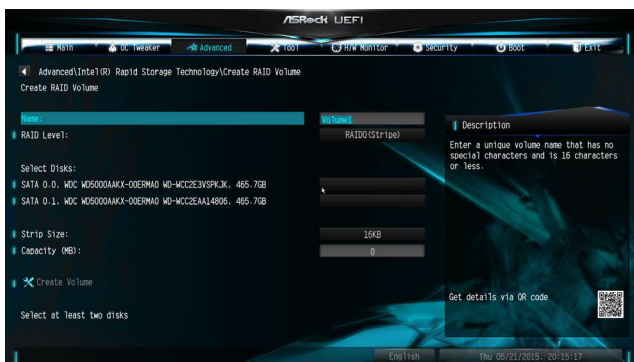 ASRock UEFI
Main OC Tweaker Advanced Tool H/W Monitor Security Boot Exit
Advanced\Intel(R) Rapid Storage Technology\Create RAID Volume
Create RAID Volume
Name: Volume1
RAID Level: RAID0(Stripe)
Select Disks:
SATA 0.0. WDC WD5000AAKX-00ERMA0 WD-WCC2E3VSPKJK. 465.7GB
SATA 0.1. WDC WD5000AAKX-00ERMA0 WD-WCC2EAA14806. 465.7GB
Strip Size: 16KB
Capacity (MB): 0
Create Volume
Select at least two disks
Description
Enter a unique volume name that has no
special characters and is 16 characters
or less.
Get details via QR code
English Thu 05/21/2015. 20:15:17